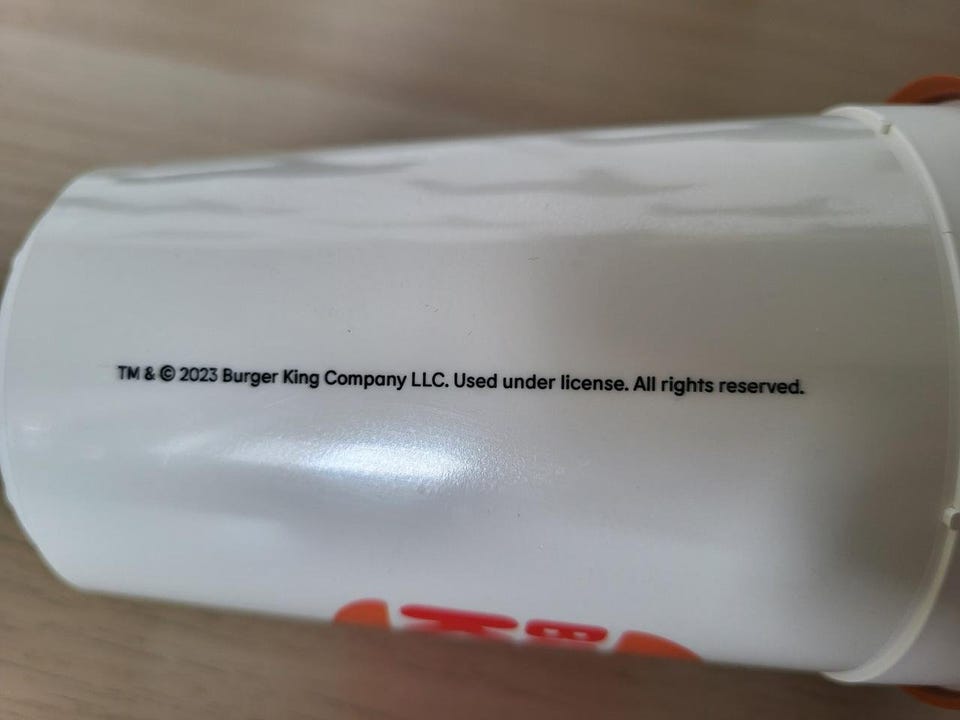 TM & © 2023 Burger King Company LLC. Used under license. All rights reserved.